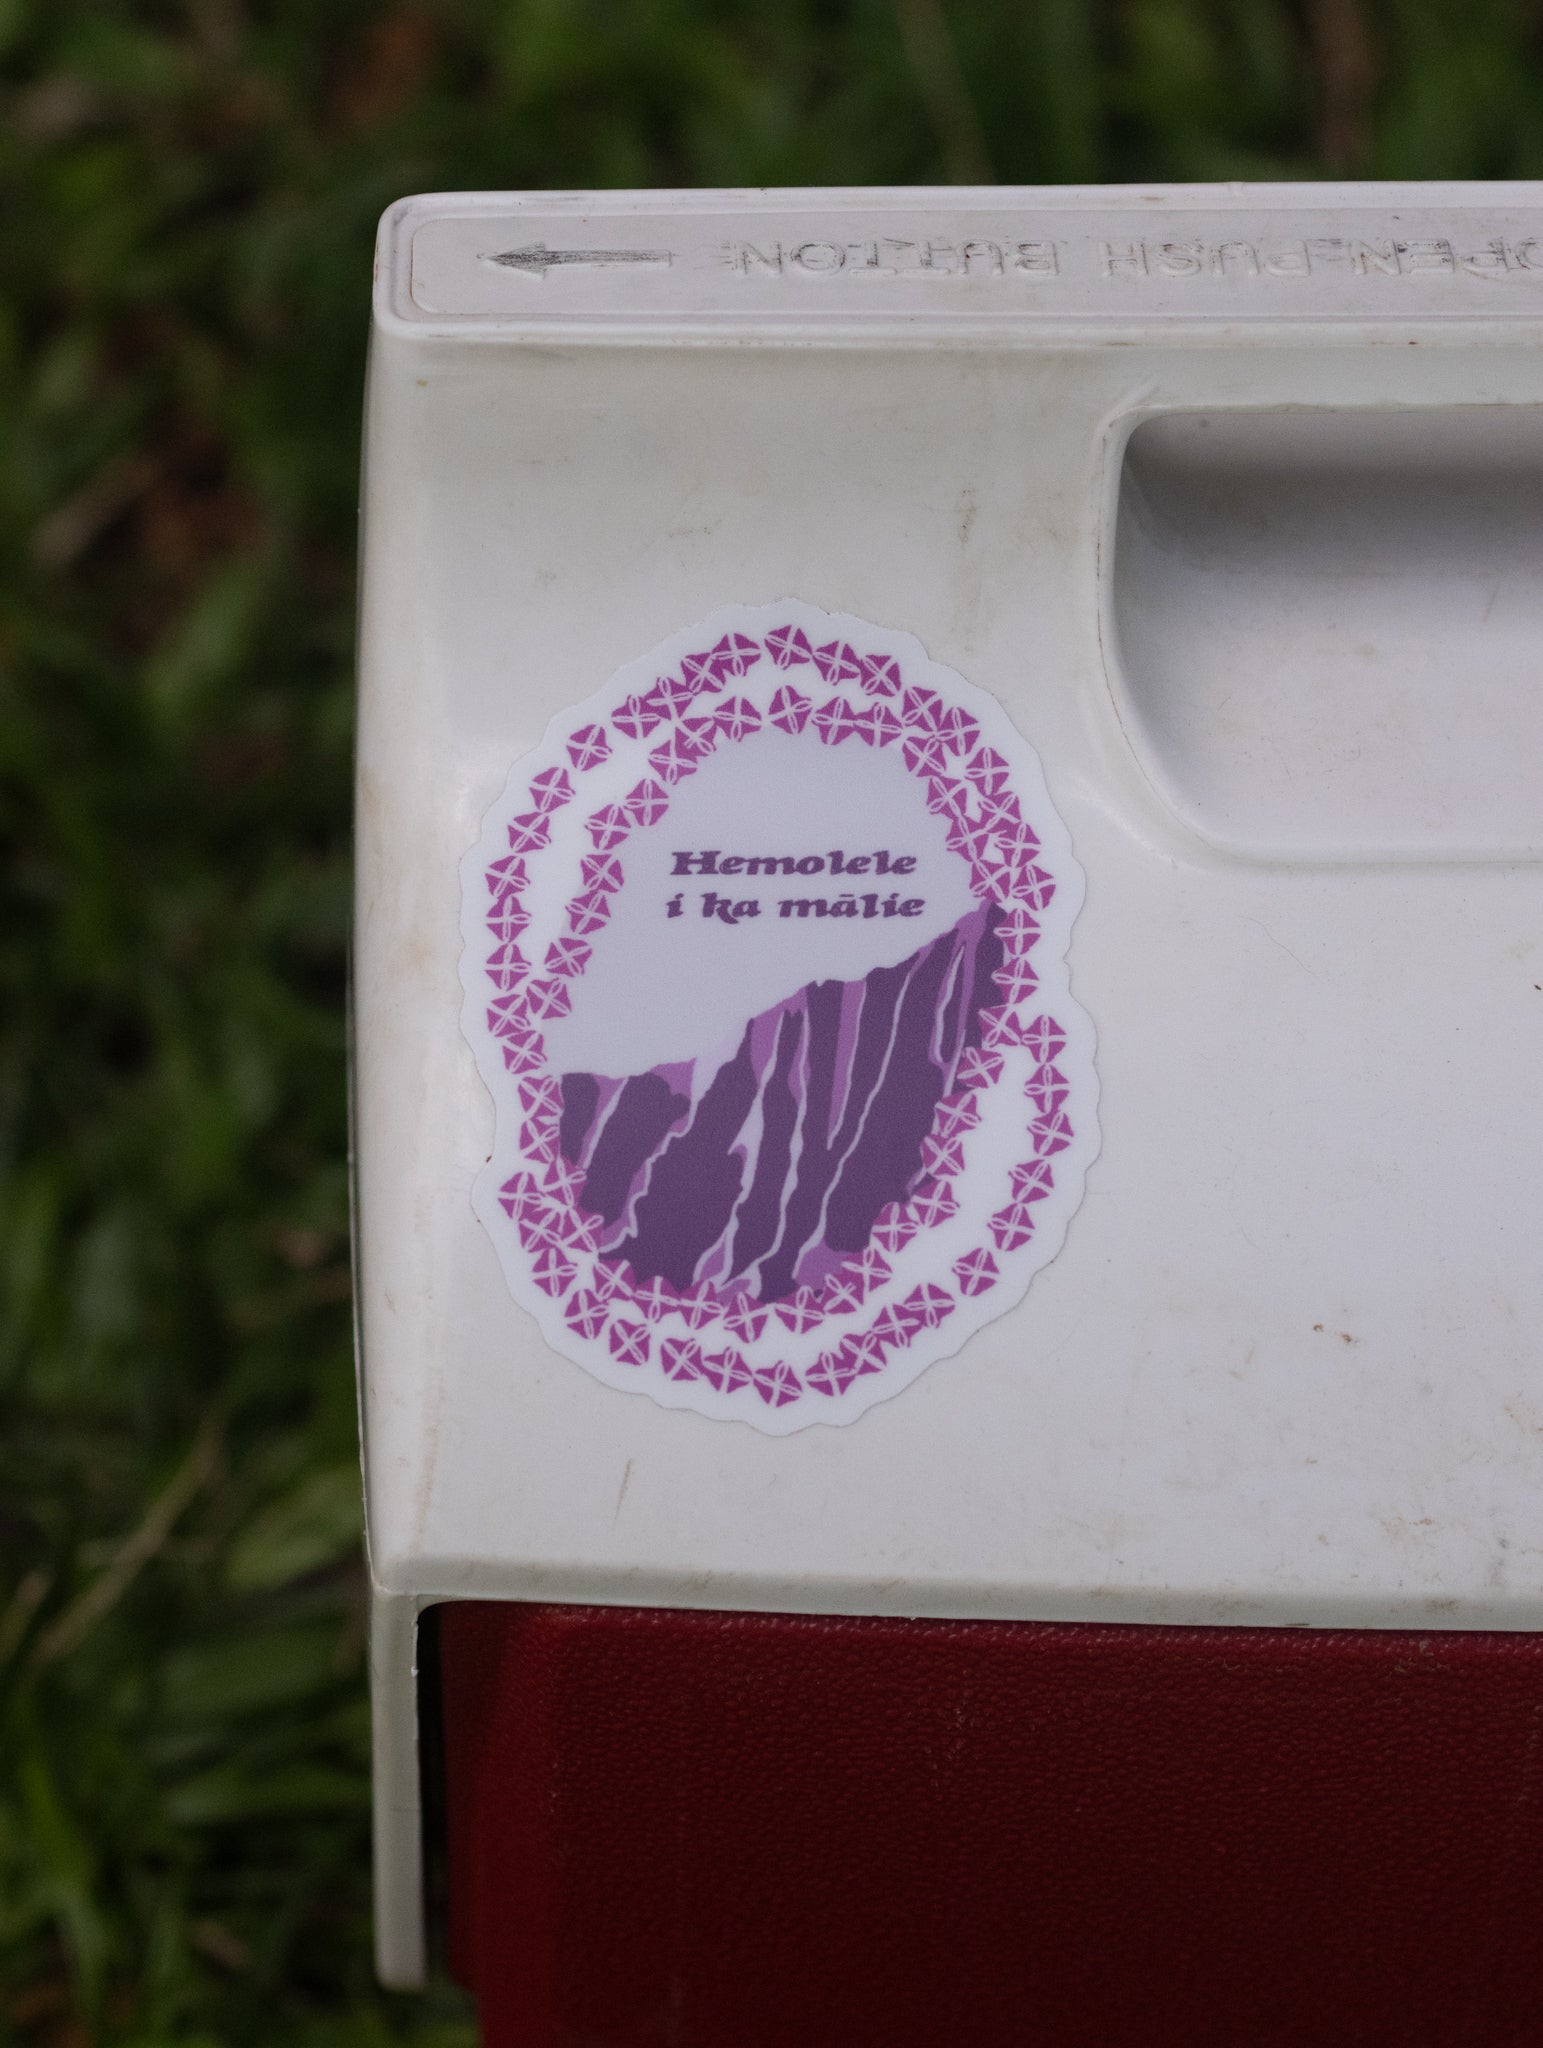 OPEN PUSH BUTTON
Hemolele
i ka mālie